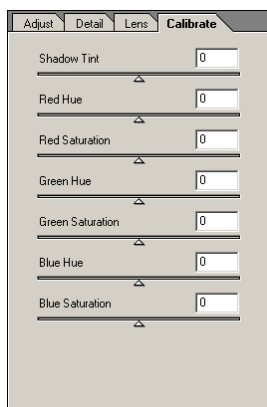 Adjust Detail Lens Calibrate
Shadow Tint 0
Red Hue 0
Red Saturation 0
Green Hue 0
Green Saturation 0
Blue Hue 0
Blue Saturation 0